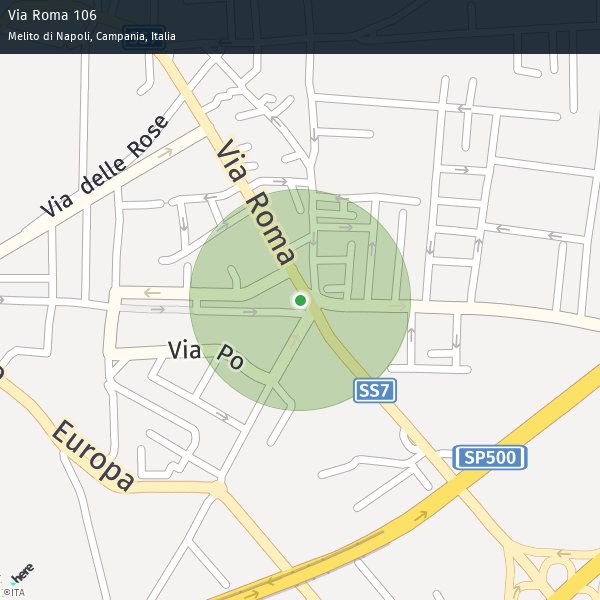 Via Roma 106
Melito di Napoli, Campania, Italia
Via delle Rose
Via Roma
Via Po
SS7
Europa
SP500
here
©ITA